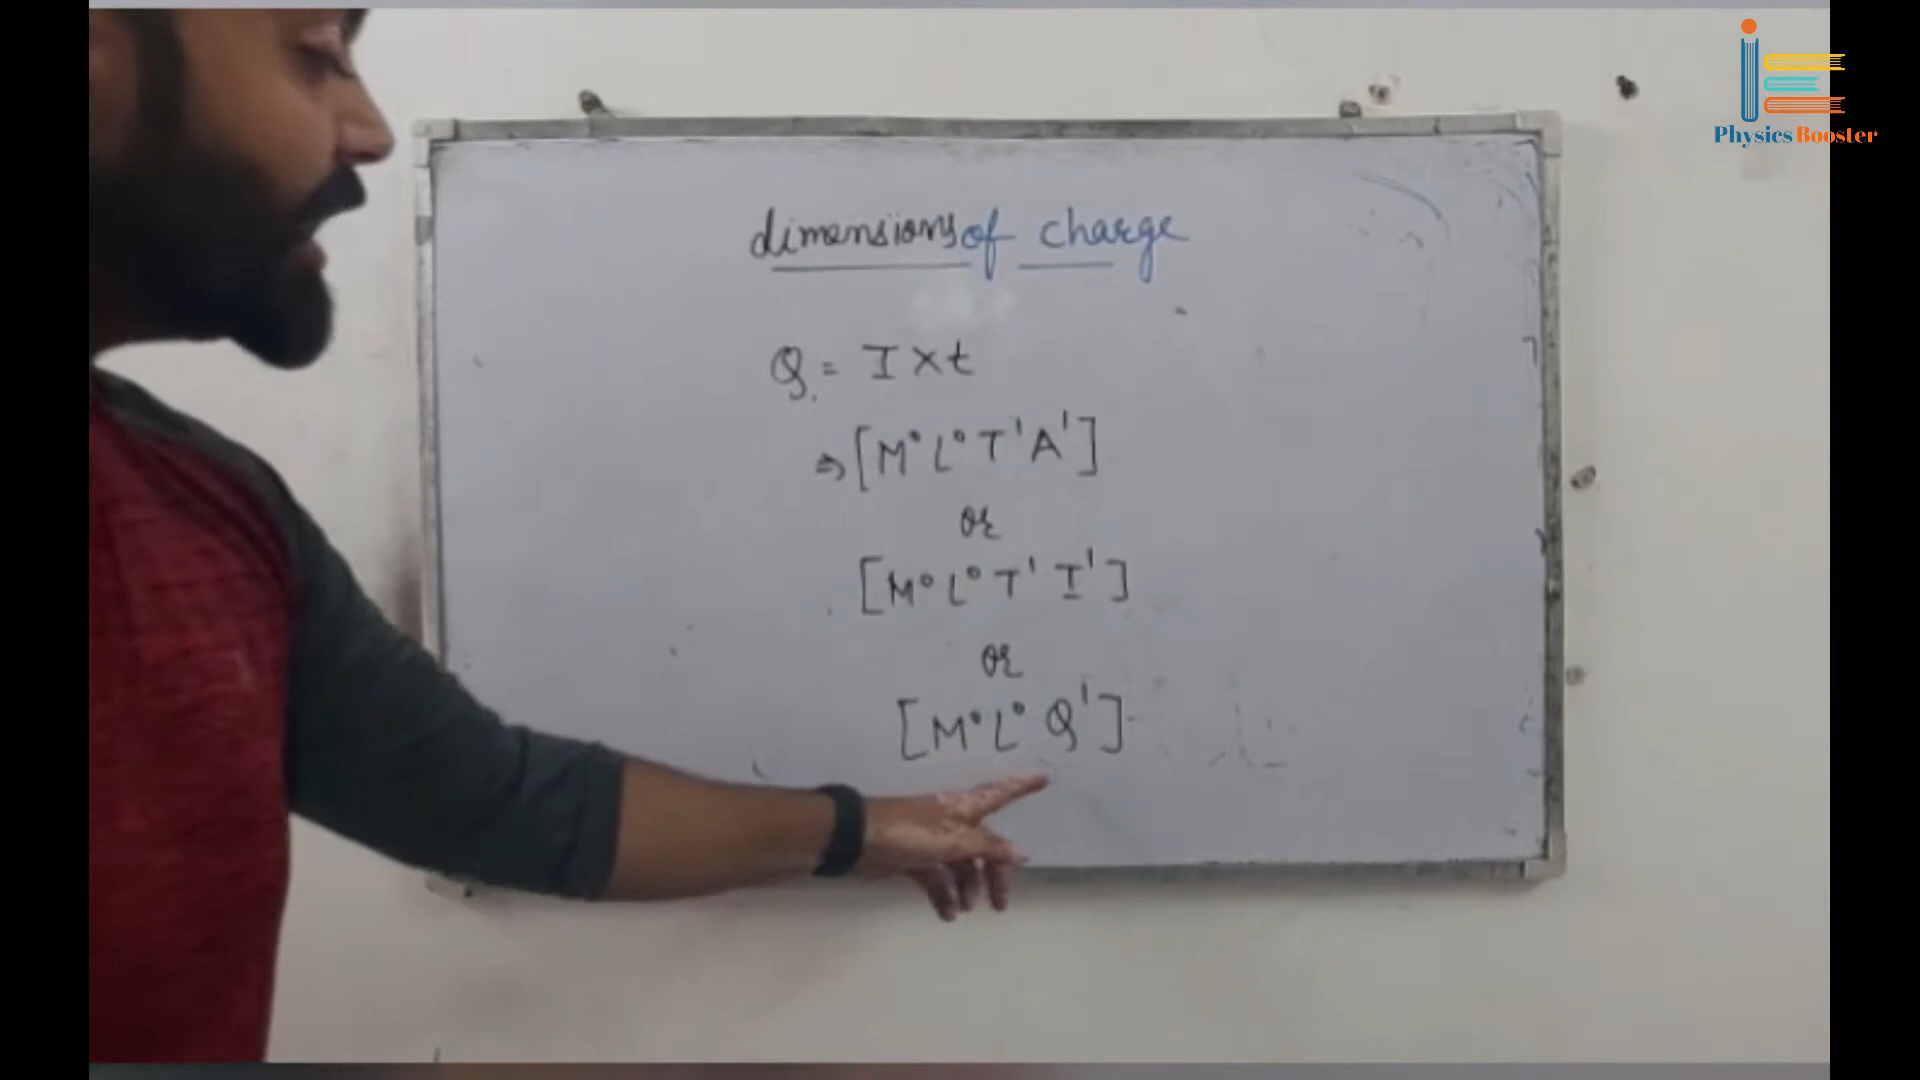 Physics Booster
dimensions of charge
Q = I × t
⇒ [M⁰ L⁰ T¹ A¹]
or
[M⁰ L⁰ T¹ I¹]
or
[M⁰ L⁰ Q¹]